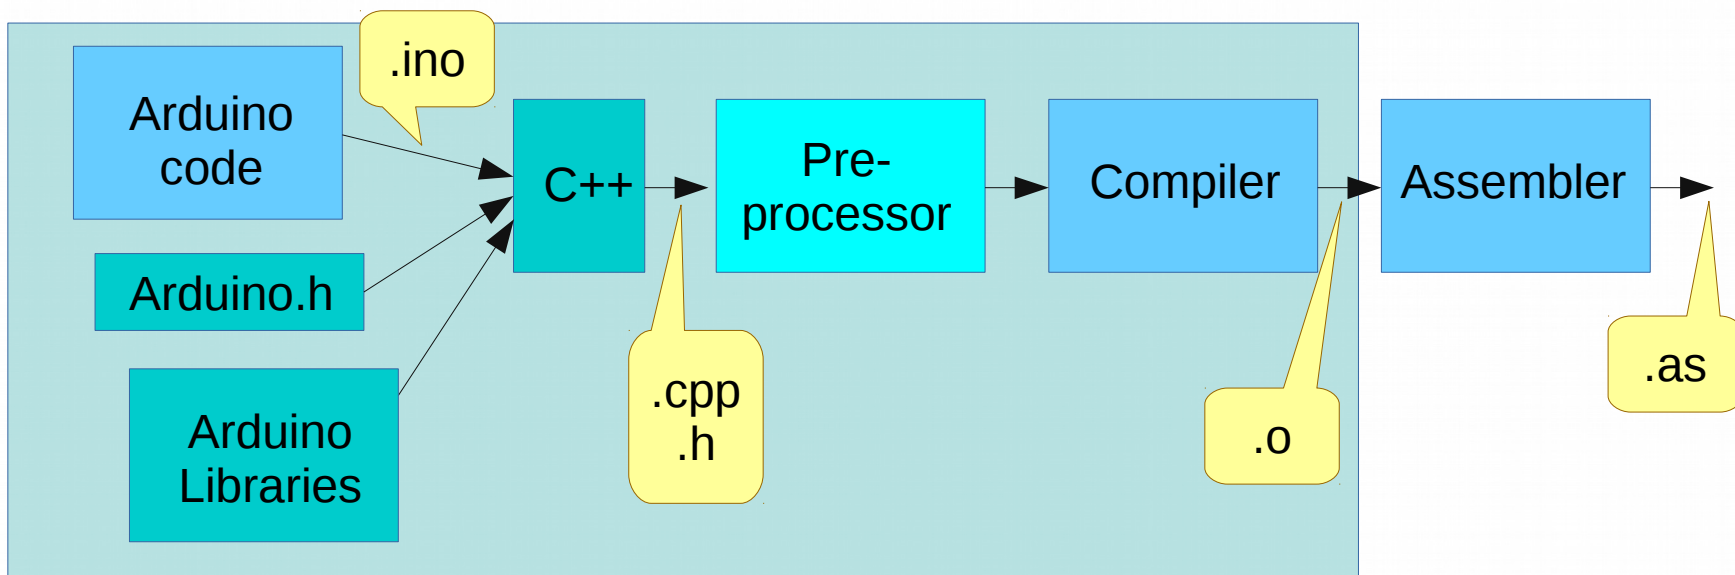 .ino
Arduino
code
Arduino.h
Arduino
Libraries
C++
.cpp
.h
Pre-
processor
Compiler
.o
Assembler
.as